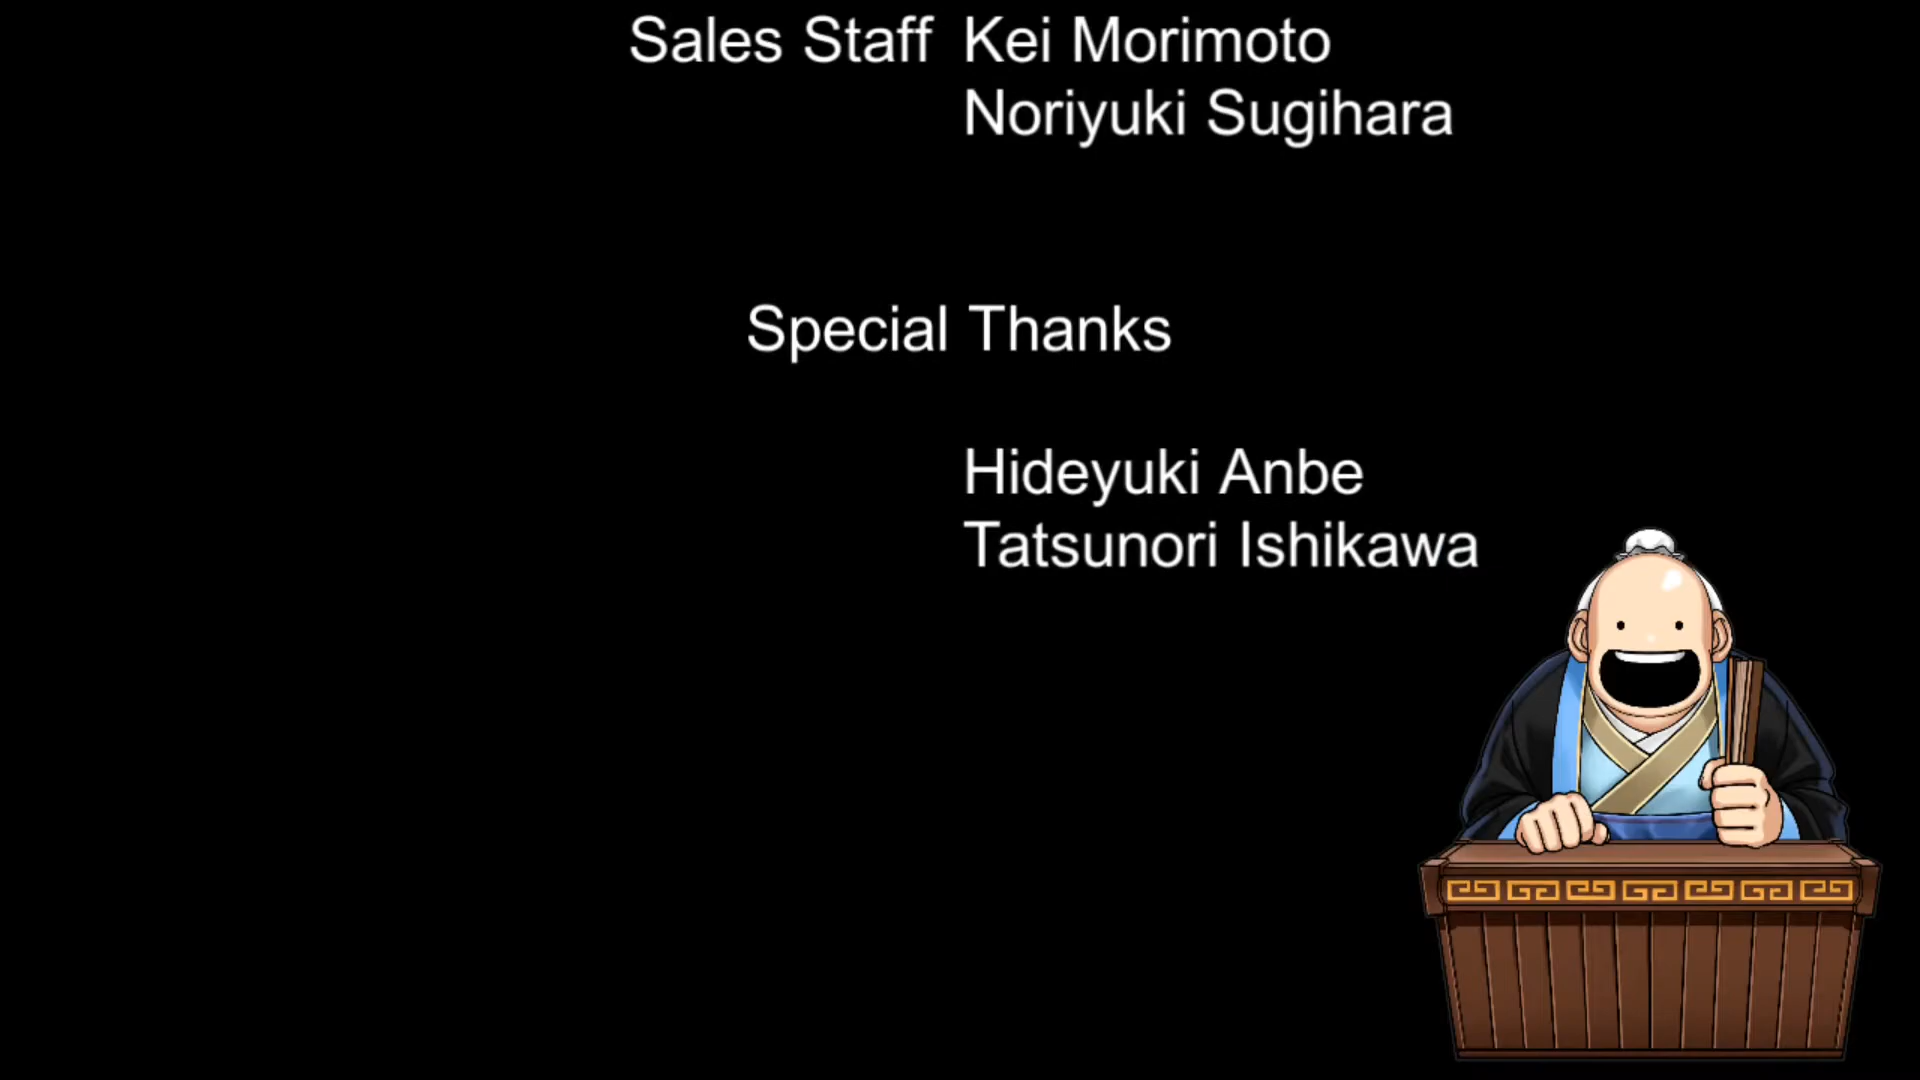 Sales Staff Kei Morimoto
Noriyuki Sugihara
Special Thanks
Hideyuki Anbe
Tatsunori Ishikawa